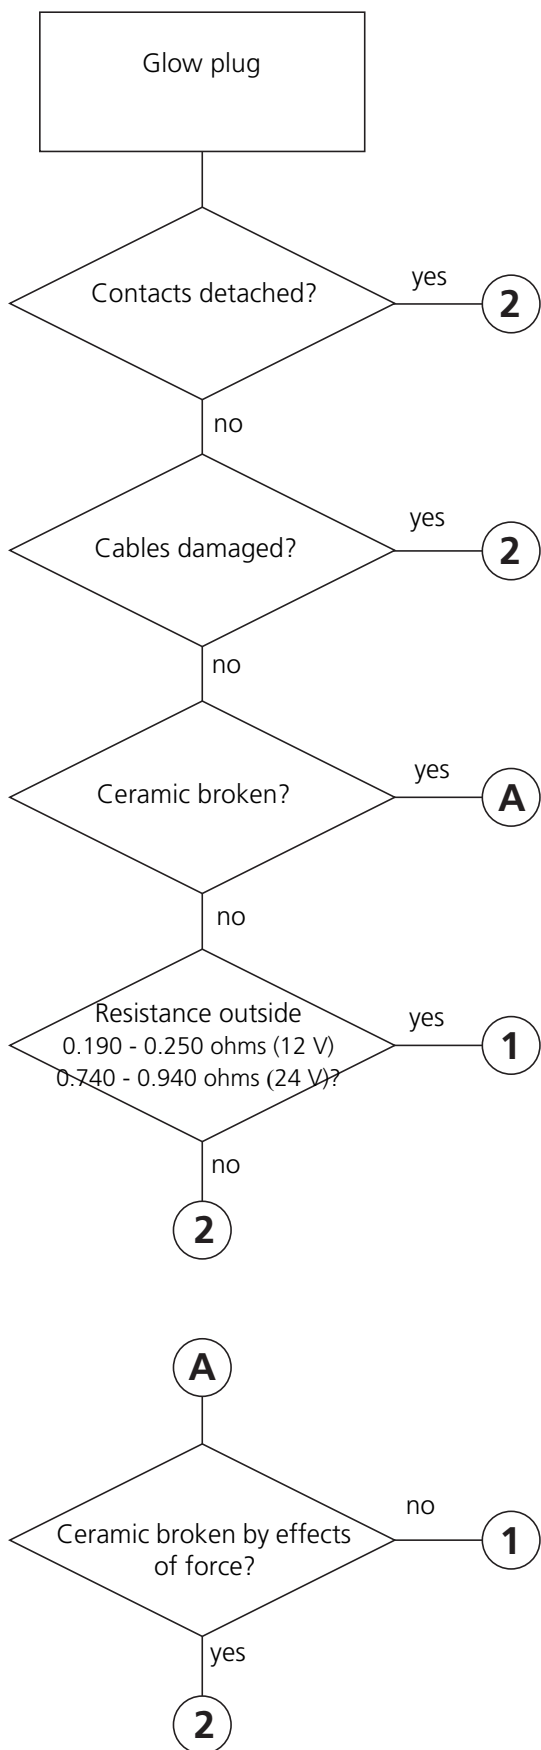 Glow plug
Contacts detached?
yes
2
no
Cables damaged?
yes
2
no
Ceramic broken?
yes
A
no
Resistance outside
0.190 - 0.250 ohms (12 V)
0.740 - 0.940 ohms (24 V)?
yes
1
no
2
A
Ceramic broken by effects
of force?
no
1
yes
2